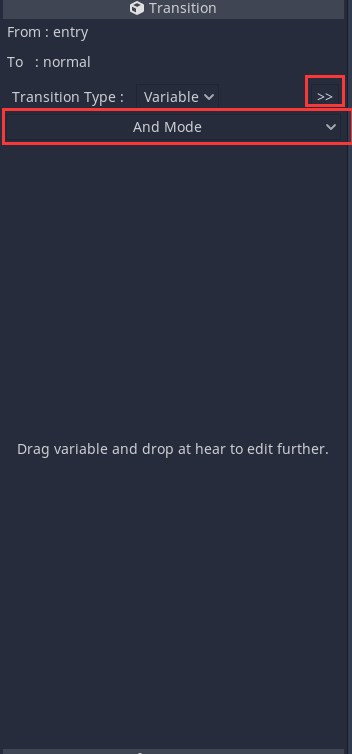 Transition
From : entry
To : normal
Transition Type : Variable >>
And Mode
Drag variable and drop at hear to edit further.